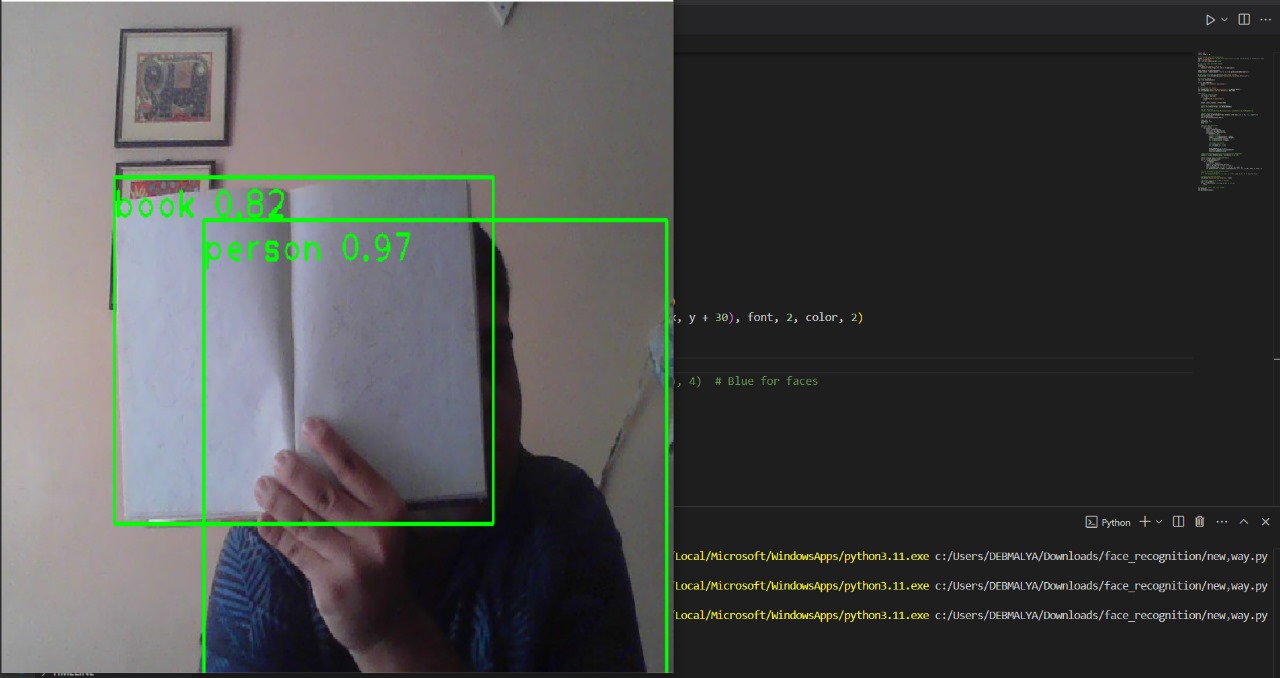 book 0.82
person 0.97
, y + 30), font, 2, color, 2)
, 4)  # Blue for faces
Python
Local/Microsoft/WindowsApps/python3.11.exe c:/Users/DEBMALYA/Downloads/face_recognition/new,way.py
Local/Microsoft/WindowsApps/python3.11.exe c:/Users/DEBMALYA/Downloads/face_recognition/new,way.py
Local/Microsoft/WindowsApps/python3.11.exe c:/Users/DEBMALYA/Downloads/face_recognition/new,way.py
TIMELINE